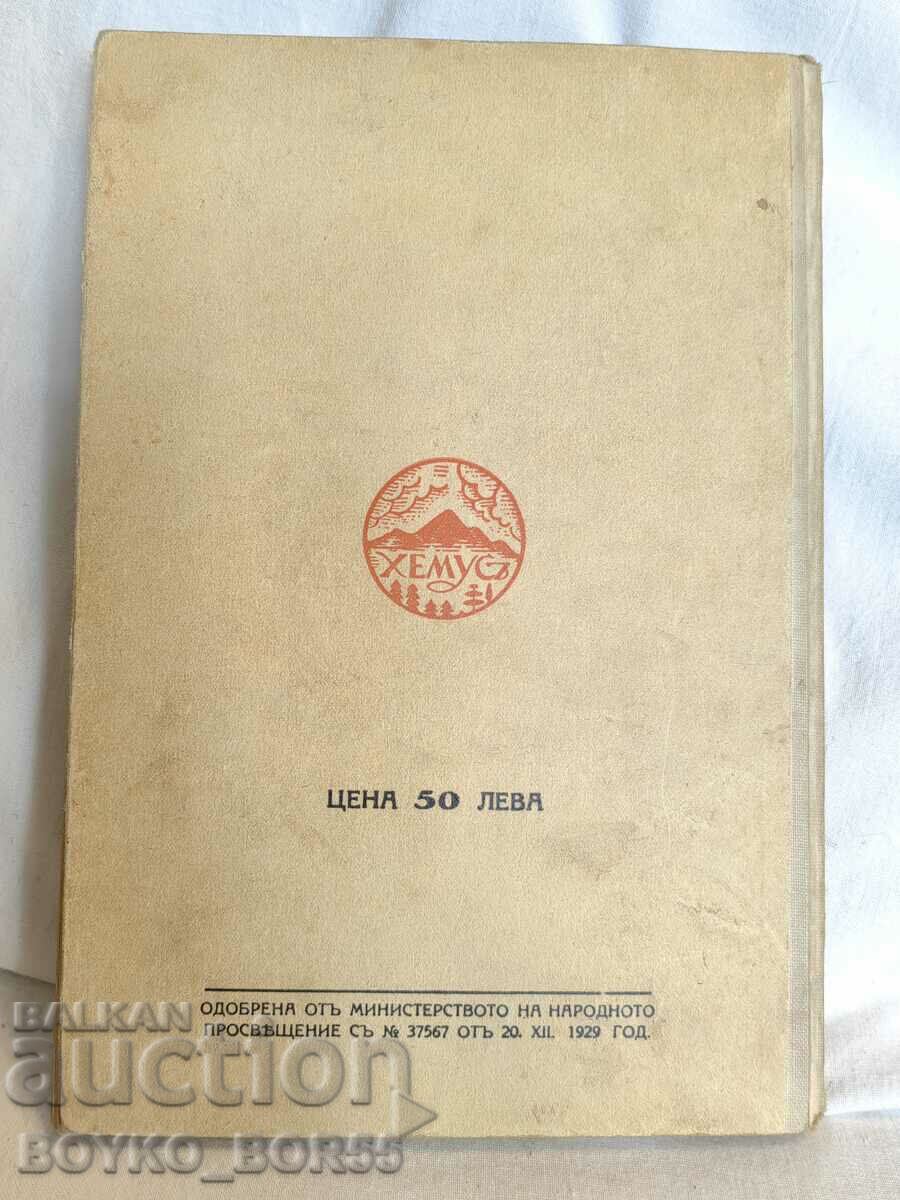 ХЕМУСЪ
ЦЕНА 50 ЛЕВА
ОДОБРЕНА ОТЪ МИНИСТЕРСТВОТО НА НАРОДНОТО
ПРОСВѢЩЕНИЕ СЪ № 37567 ОТЪ 20. XII. 1929 ГОД.
BALKAN
auction
BOYKO_BOR55